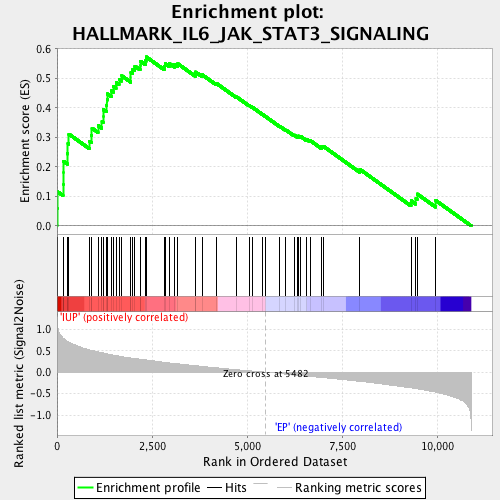 Enrichment plot:
HALLMARK_IL6_JAK_STAT3_SIGNALING
Enrichment score (ES)
0.6
0.5
0.4
0.3
0.2
0.1
0.0
'IUP' (positively correlated)
Ranked list metric (Signal2Noise)
1.0
0.5
0.0
-0.5
-1.0
Zero cross at 5482
'EP' (negatively correlated)
0
2,500
5,000
7,500
10,000
Rank in Ordered Dataset
Enrichment profile
Hits
Ranking metric scores